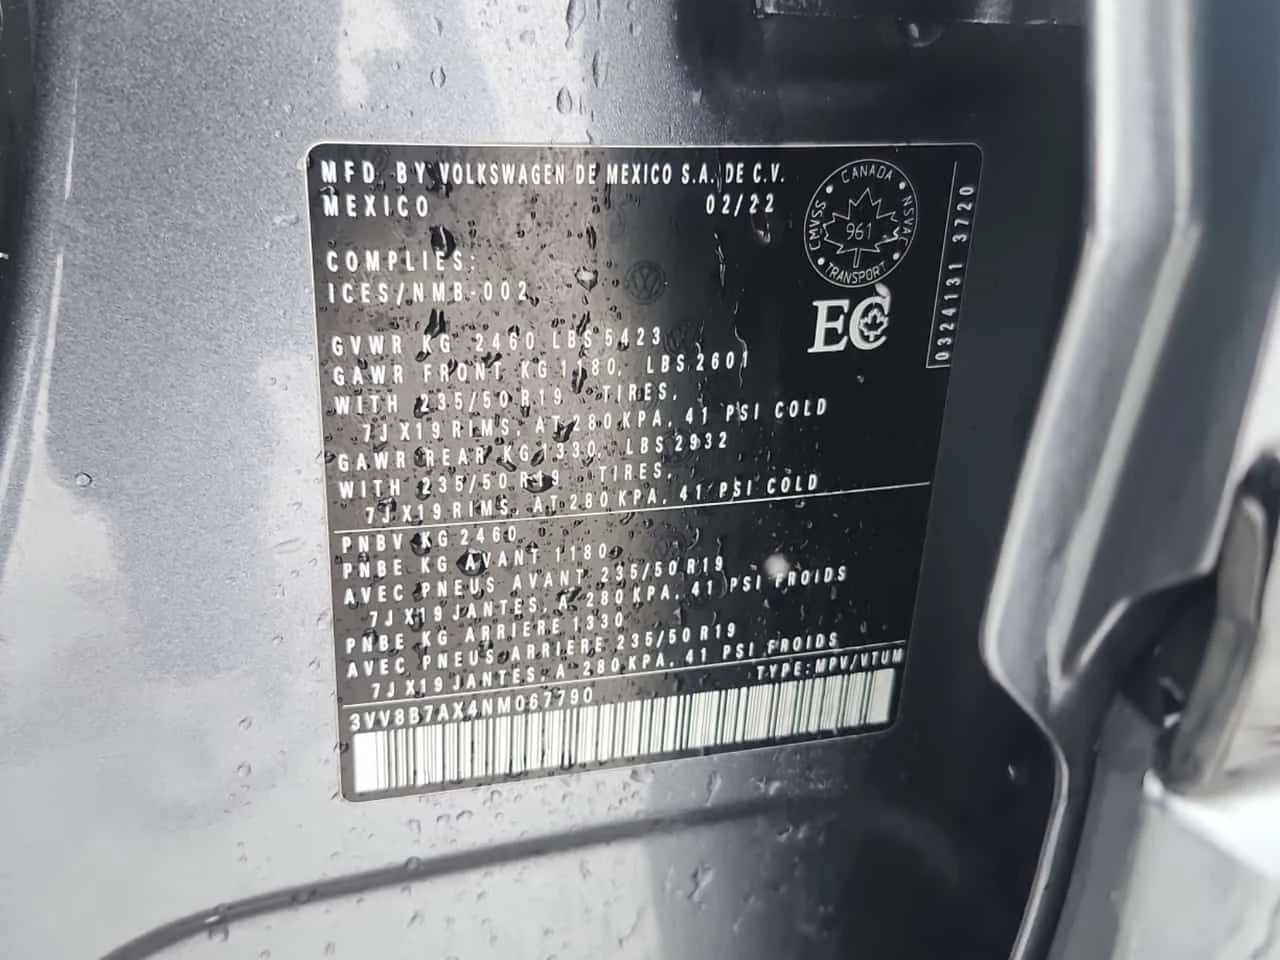 MFD. BY VOLKSWAGEN DE MEXICO S.A. DE C.V.
MEXICO 02/22
CANADA
CMVSS NSVAC
961
TRANSPORT
COMPLIES:
ICES/NMB-002
EC
0324131 3720
GVWR KG 2460 LBS 5423
GAWR FRONT KG 1180, LBS 2601
WITH 235/50 R19 TIRES,
7J X19 RIMS, AT 280 KPA, 41 PSI COLD
GAWR REAR KG 1330, LBS 2932
WITH 235/50 R19 TIRES,
7J X19 RIMS, AT 280 KPA, 41 PSI COLD
PNBV KG 2460
PNBE KG AVANT 1180
AVEC PNEUS AVANT 235/50 R19
7J X19 JANTES, A 280 KPA, 41 PSI FROIDS
PNBE KG ARRIERE 1330
AVEC PNEUS ARRIERE 235/50 R19
7J X19 JANTES, A 280 KPA, 41 PSI FROIDS
TYPE: MPV/VTUM
3VV8B7AX4NM067790